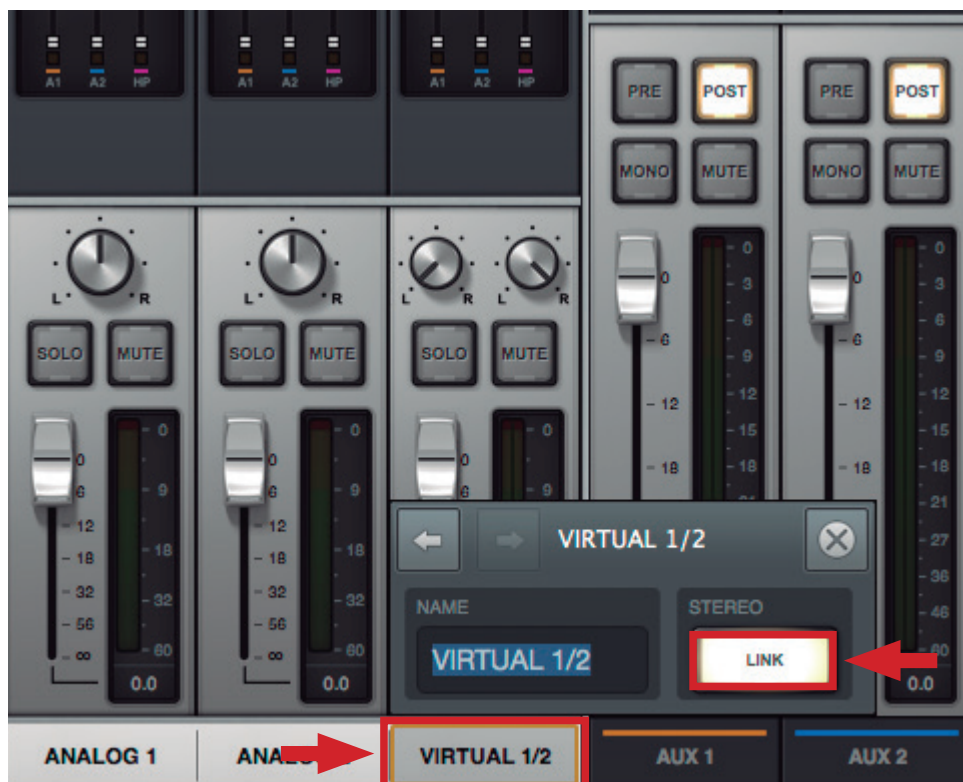 A1 A2 HP
A1 A2 HP
A1 A2 HP
PRE POST
PRE POST
MONO MUTE
MONO MUTE
L R
L R
L R L R
SOLO MUTE
SOLO MUTE
SOLO MUTE
0
6
12
18
32
56
∞
0
9
18
32
60
0.0
0
6
12
18
32
56
∞
0
9
18
32
60
0.0
0
6
0
9
0
6
12
18
0
3
6
9
12
15
18
0
6
12
18
0
3
6
9
12
15
18
21
27
36
46
60
0.0
VIRTUAL 1/2
NAME
VIRTUAL 1/2
STEREO
LINK
ANALOG 1
VIRTUAL 1/2
AUX 1
AUX 2